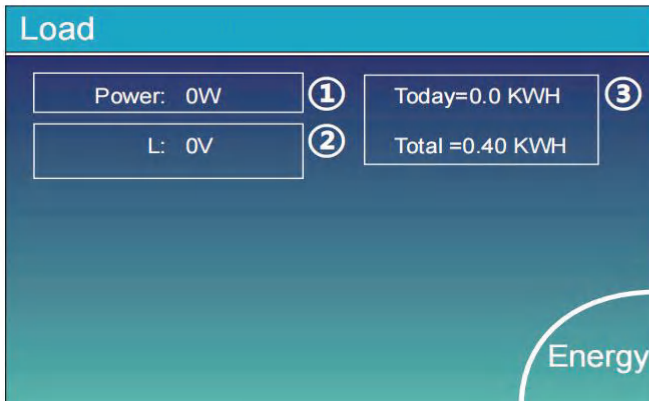 Load
Power: 0W
①
L: 0V
②
Today=0.0 KWH
③
Total =0.40 KWH
Energy